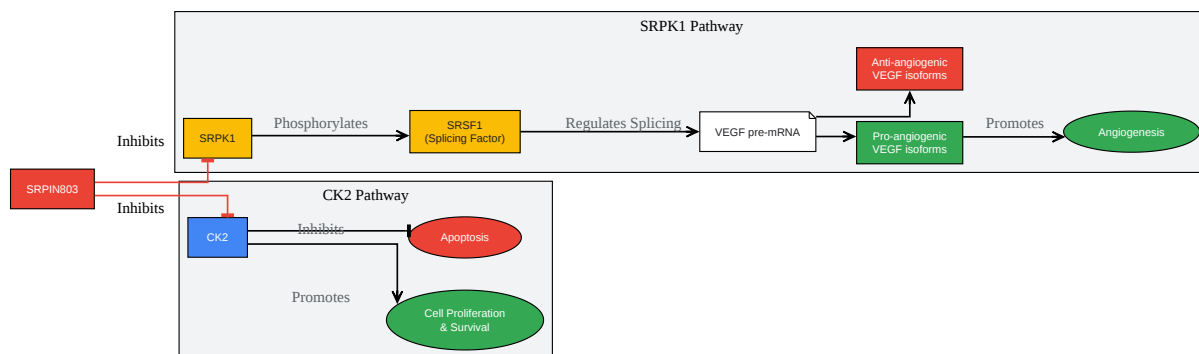 SRPK1 Pathway
Anti-angiogenic
VEGF isoforms
Inhibits
SRPK1
Phosphorylates
SRSF1
(Splicing Factor)
Regulates Splicing
VEGF pre-mRNA
Pro-angiogenic
VEGF isoforms
Promotes
Angiogenesis
SRPIN803
Inhibits
CK2 Pathway
CK2
Inhibits
Apoptosis
Promotes
Cell Proliferation
& Survival